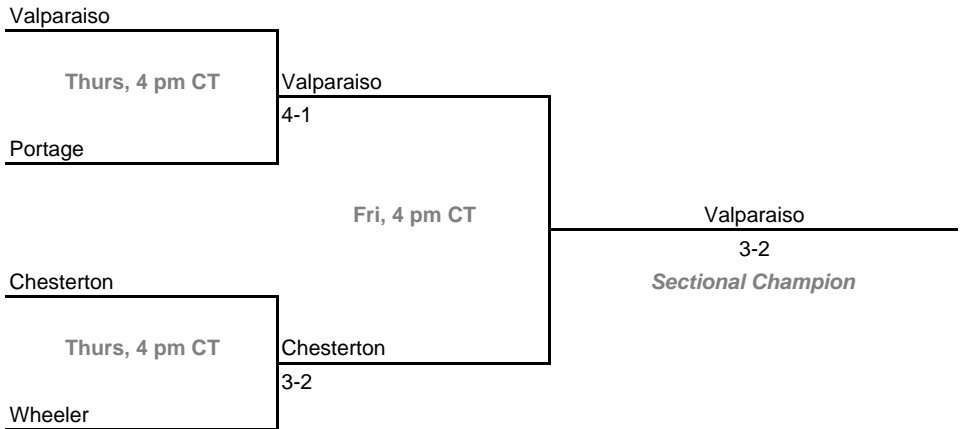 Valparaiso
Thurs, 4 pm CT
Valparaiso
4-1
Portage
Fri, 4 pm CT
Valparaiso
3-2
Chesterton
Sectional Champion
Thurs, 4 pm CT
Chesterton
3-2
Wheeler